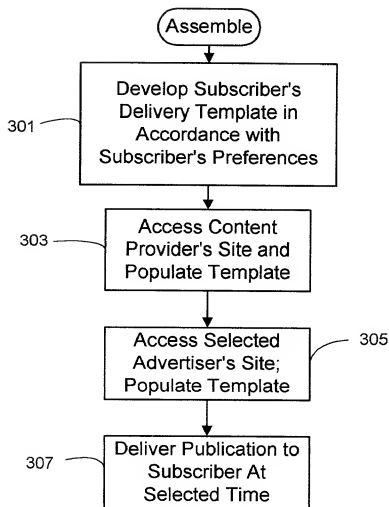 Assemble
301
Develop Subscriber's
Delivery Template in
Accordance with
Subscriber's Preferences
303
Access Content
Provider's Site and
Populate Template
Access Selected
Advertiser's Site;
Populate Template
305
307
Deliver Publication to
Subscriber At
Selected Time